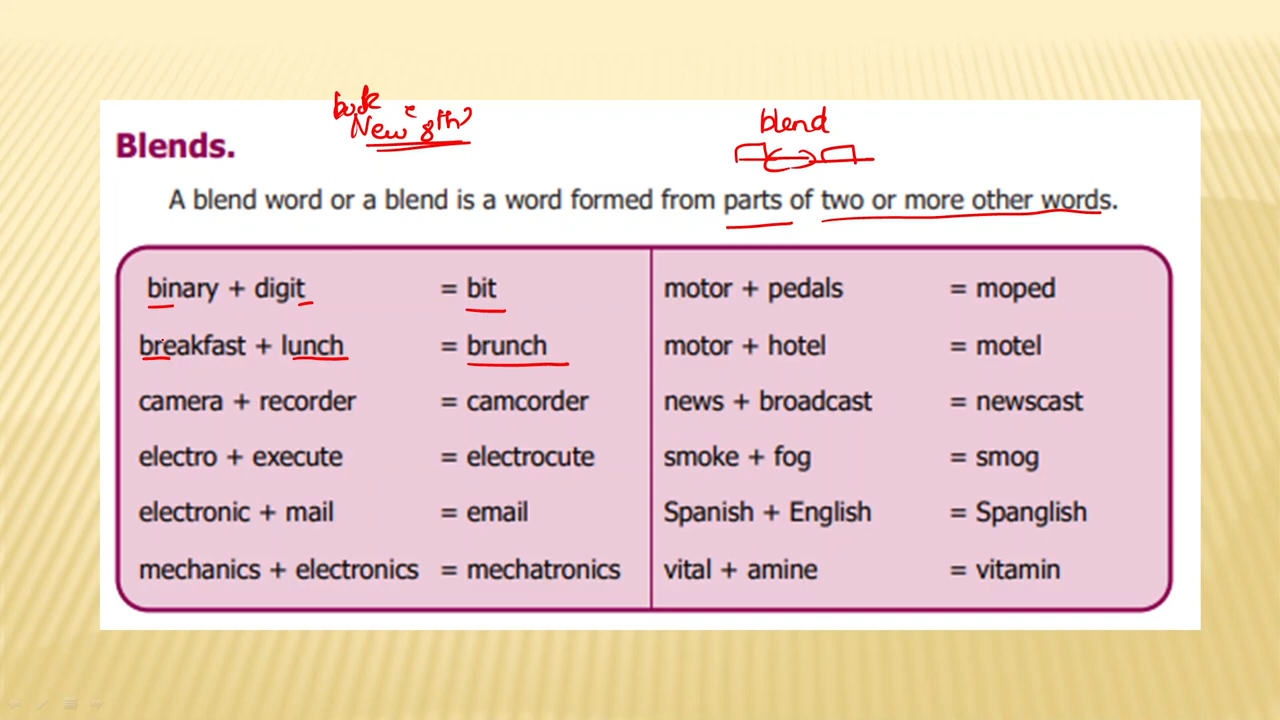 book
New 8th
blend
Blends.
A blend word or a blend is a word formed from parts of two or more other words.
binary + digit = bit
breakfast + lunch = brunch
camera + recorder = camcorder
electro + execute = electrocute
electronic + mail = email
mechanics + electronics = mechatronics
motor + pedals = moped
motor + hotel = motel
news + broadcast = newscast
smoke + fog = smog
Spanish + English = Spanglish
vital + amine = vitamin